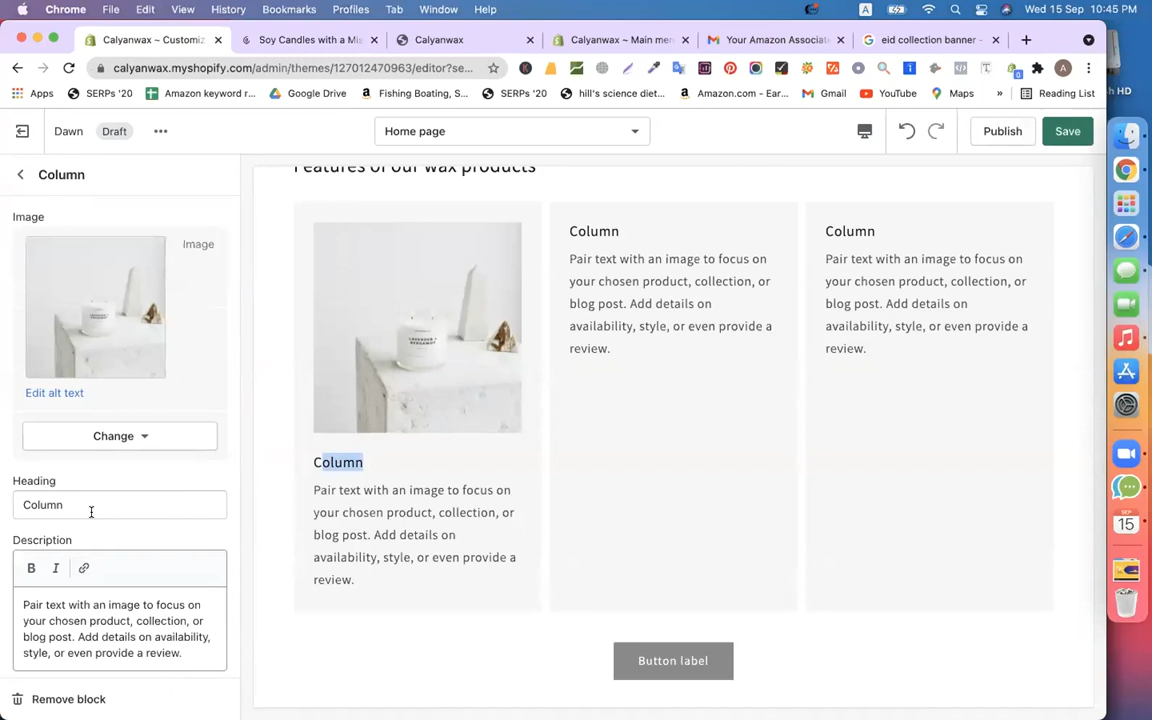 Chrome File Edit View History Bookmarks Profiles Tab Window Help
A
Wed 15 Sep 10:45 PM
Calyanwax ~ Customiz
Soy Candles with a Mis
Calyanwax
Calyanwax ~ Main men
Your Amazon Associat
eid collection banner -
calyanwax.myshopify.com/admin/themes/127012470963/editor?se...
A
Apps
SERPs '20
Amazon keyword r...
Google Drive
Fishing Boating, S...
SERPs '20
hill's science diet...
Amazon.com - Ear...
Gmail
YouTube
Maps
»
Reading List
sh HD
Dawn
Draft
Home page
Publish
Save
Column
Features of our wax products
Image
Image
Edit alt text
Change
Heading
Column
Description
B I
Pair text with an image to focus on
your chosen product, collection, or
blog post. Add details on availability,
style, or even provide a review.
Remove block
LAVENDER +
BERGAMOT
Column
Pair text with an image to focus on
your chosen product, collection, or
blog post. Add details on
availability, style, or even provide a
review.
Column
Pair text with an image to focus on
your chosen product, collection, or
blog post. Add details on
availability, style, or even provide a
review.
Column
Pair text with an image to focus on
your chosen product, collection, or
blog post. Add details on
availability, style, or even provide a
review.
Button label
SEP
15